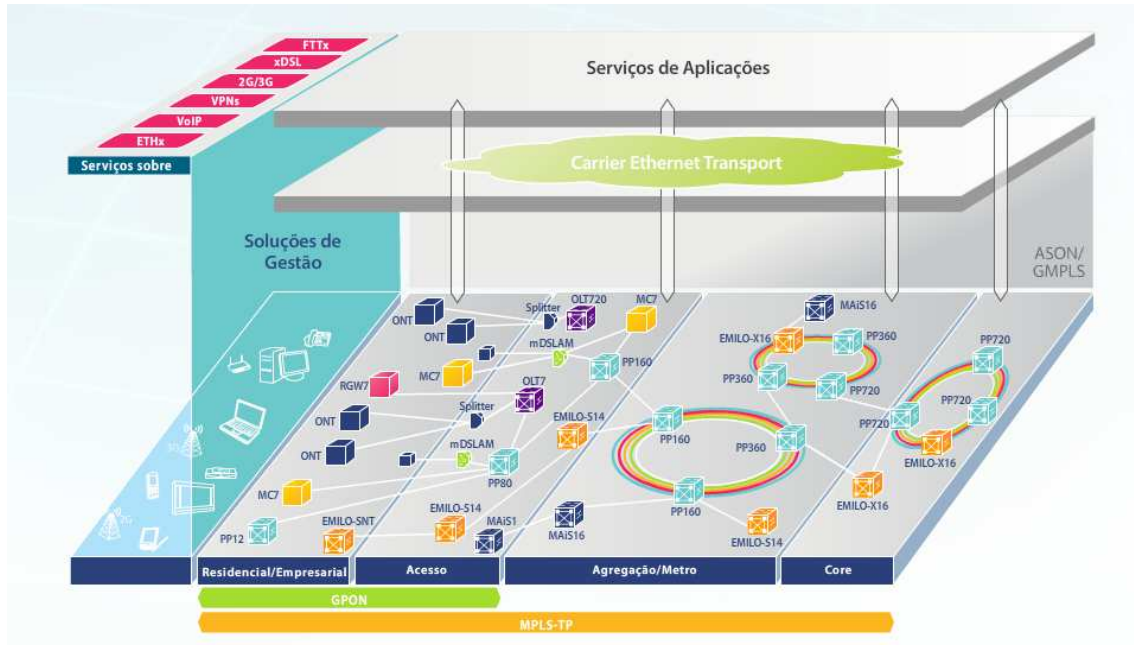 FTTx
xDSL
2G/3G
VPNs
VoIP
ETHx
Serviços sobre
Serviços de Aplicações
Carrier Ethernet Transport
Soluções de
Gestão
ASON/
GMPLS
ONT
ONT
Splitter
OLT720
MC7
mDSLAM
MC7
PP160
RGW7
OLT7
ONT
Splitter
EMILO-S14
ONT
mDSLAM
PP80
MC7
PP12
EMILO-SNT
EMILO-S14
MAiS1
MAiS16
PP160
PP360
PP160
EMILO-S14
MAiS16
EMILO-X16
PP360
PP360
PP720
PP720
PP720
PP720
EMILO-X16
EMILO-X16
3G
2G
Residencial/Empresarial
Acesso
Agregação/Metro
Core
GPON
MPLS-TP